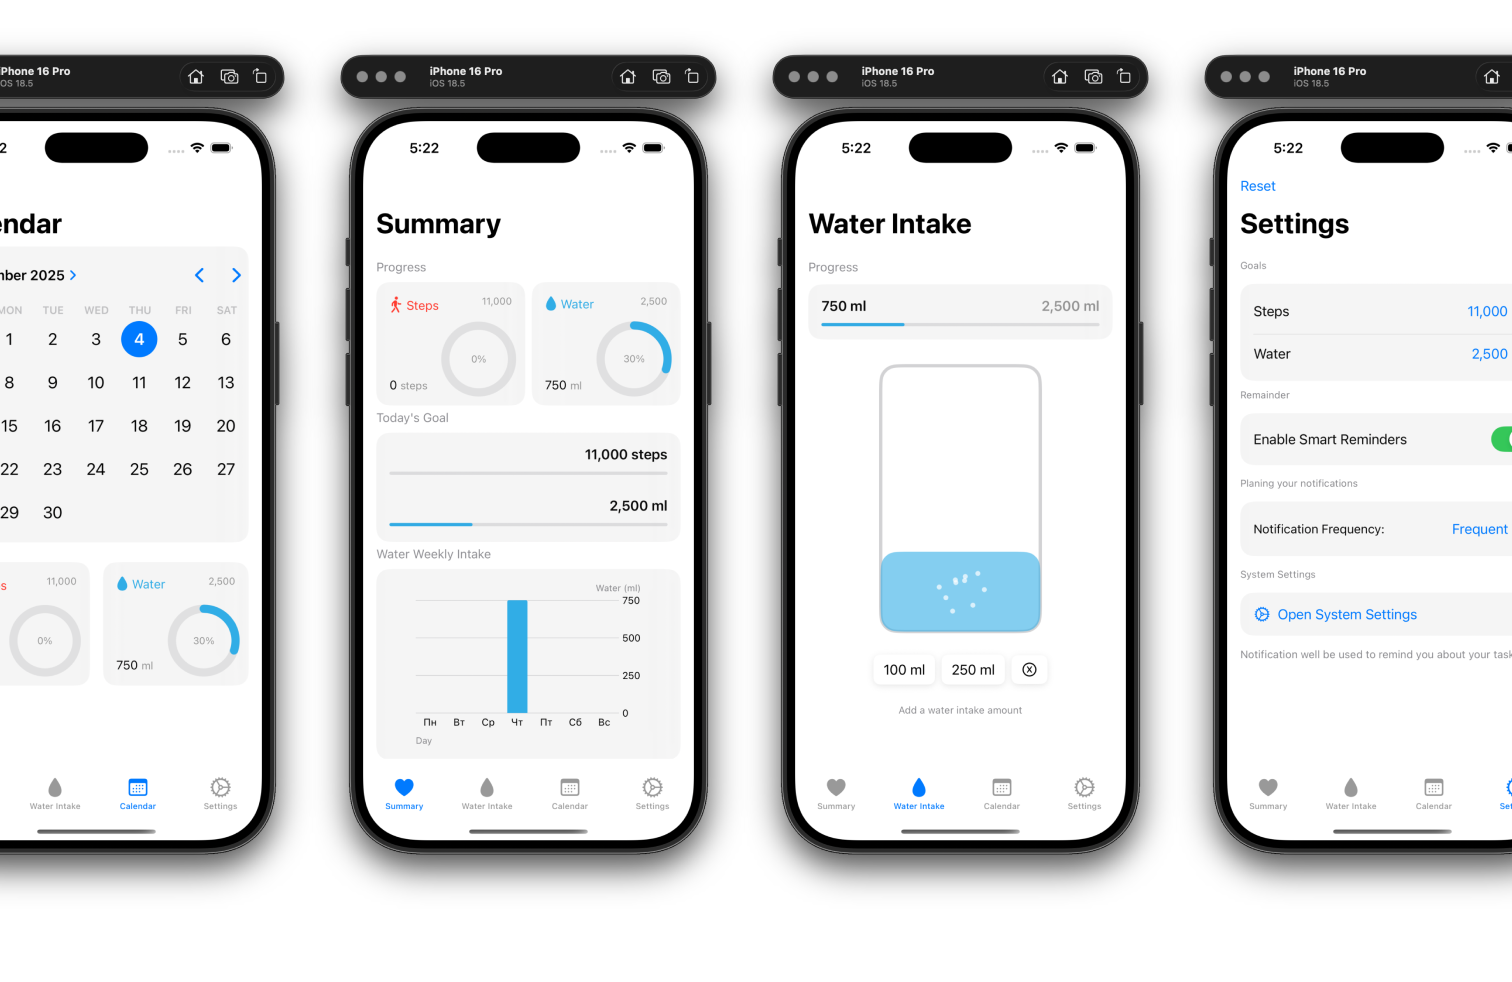 iPhone 16 Pro
iOS 18.5
endar
mber 2025
MON TUE WED THU FRI SAT
1 2 3 4 5 6
8 9 10 11 12 13
15 16 17 18 19 20
22 23 24 25 26 27
29 30
11,000
0%
Water
2,500
30%
750 ml
Water Intake
Calendar
Settings
iPhone 16 Pro
iOS 18.5
5:22
Summary
Progress
Steps
11,000
0%
0 steps
Water
2,500
30%
750 ml
Today's Goal
11,000 steps
2,500 ml
Water Weekly Intake
Water (ml)
750
500
250
0
Пн Вт Ср Чт Пт Сб Вс
Day
Summary
Water Intake
Calendar
Settings
iPhone 16 Pro
iOS 18.5
5:22
Water Intake
Progress
750 ml
2,500 ml
100 ml
250 ml
Add a water intake amount
Summary
Water Intake
Calendar
Settings
iPhone 16 Pro
iOS 18.5
5:22
Reset
Settings
Goals
Steps
11,000
Water
2,500
Remainder
Enable Smart Reminders
Planing your notifications
Notification Frequency:
Frequent
System Settings
Open System Settings
Notification well be used to remind you about your task
Summary
Water Intake
Calendar
Set